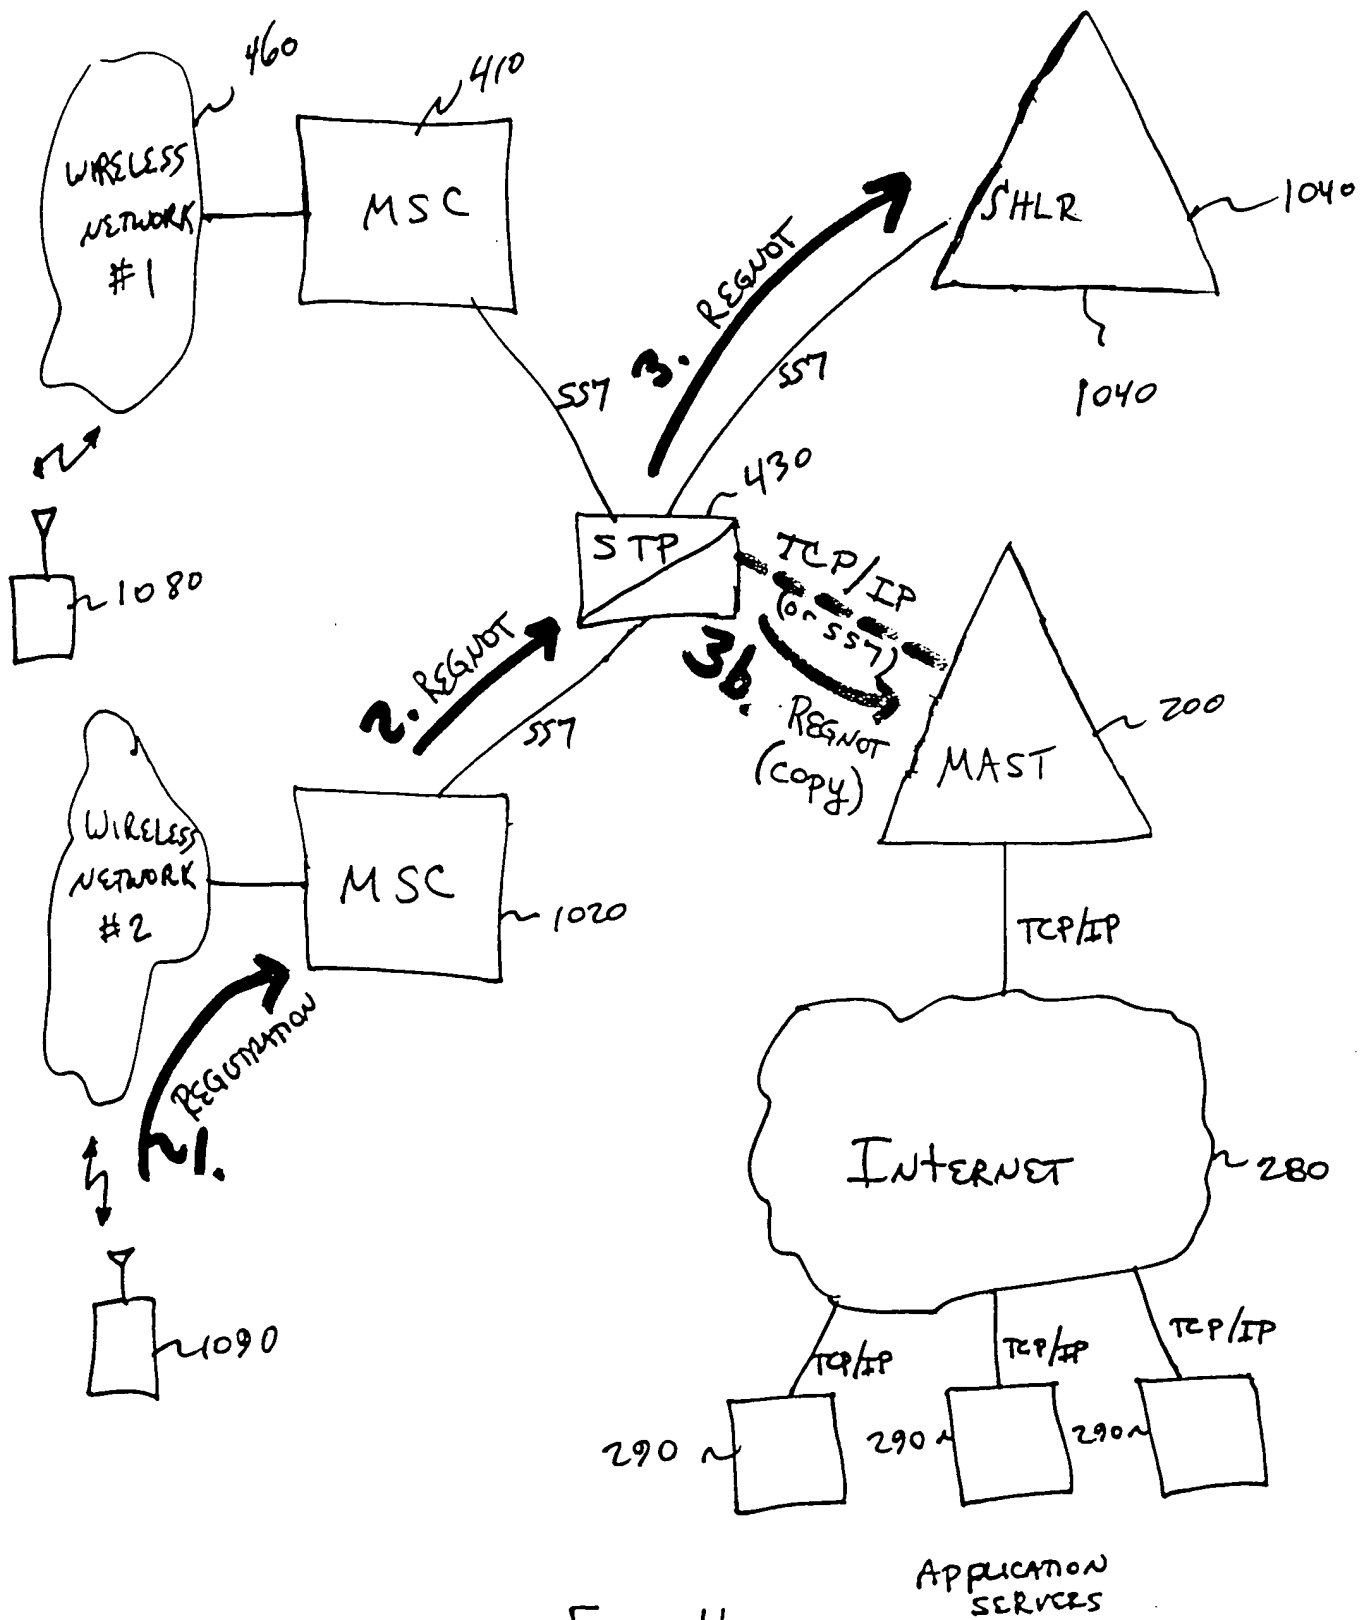 460
410
WIRELESS
NETWORK
#1
MSC
SHLR
1040
1040
3. REGNOT
SS7
SS7
430
STP
TCP/IP
(or SS7)
1080
2. REGNOT
SS7
3b.
REGNOT
(COPY)
200
MAST
WIRELESS
NETWORK
#2
MSC
1020
TCP/IP
REGISTRATION
1.
INTERNET
280
1090
TCP/IP
TCP/IP
TCP/IP
290
290
290
APPLICATION
SERVERS